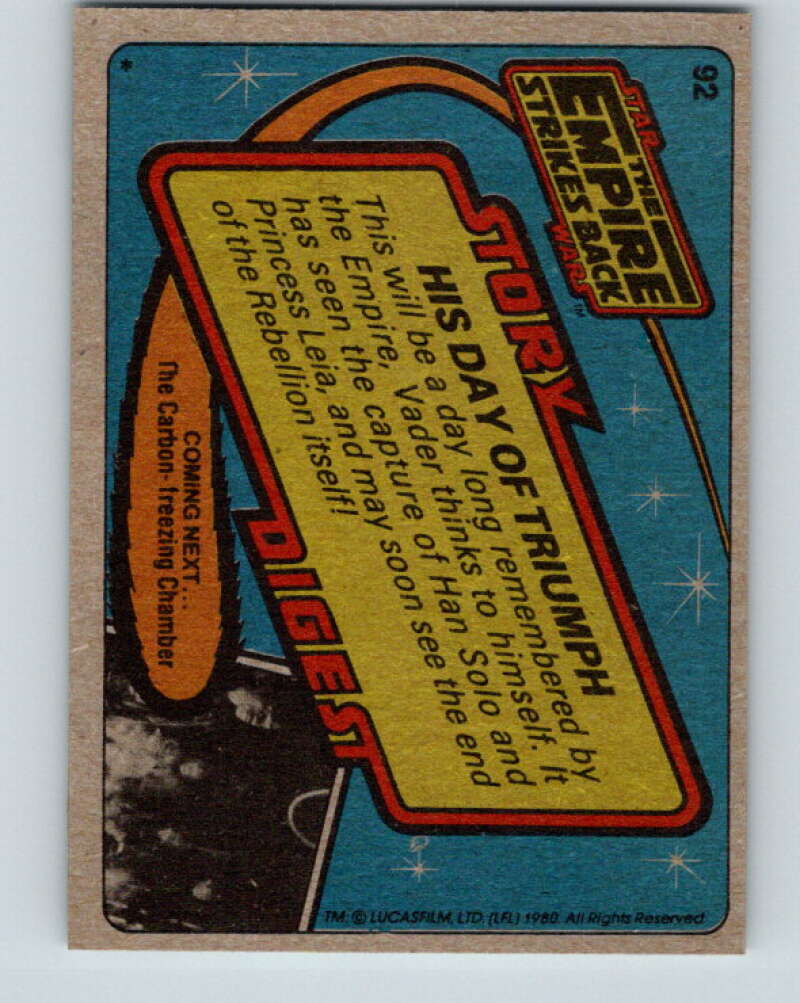 92
STAR WARS™
THE
EMPIRE
STRIKES BACK
STORY
HIS DAY OF TRIUMPH
This will be a day long remembered by
the Empire, Vader thinks to himself. It
has seen the capture of Han Solo and
Princess Leia, and may soon see the end
of the Rebellion itself!
DIGEST
COMING NEXT...
The Carbon-freezing Chamber
*
TM: © LUCASFILM, LTD. (LFL) 1980. All Rights Reserved